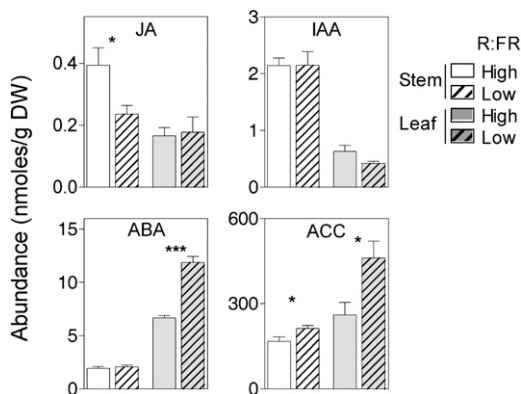 JA
IAA
R:FR
Stem
High
Low
Leaf
High
Low
Abundance (nmoles/g DW)
0.4
0.2
0.0
*
3
2
1
0
ABA
ACC
15
10
5
0
***
600
300
0
*
*